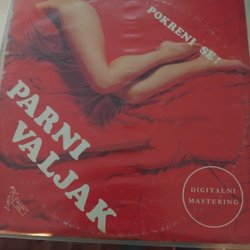 POKRENI SE!
PARNI
VALJAK
DIGITALNI
MASTERING